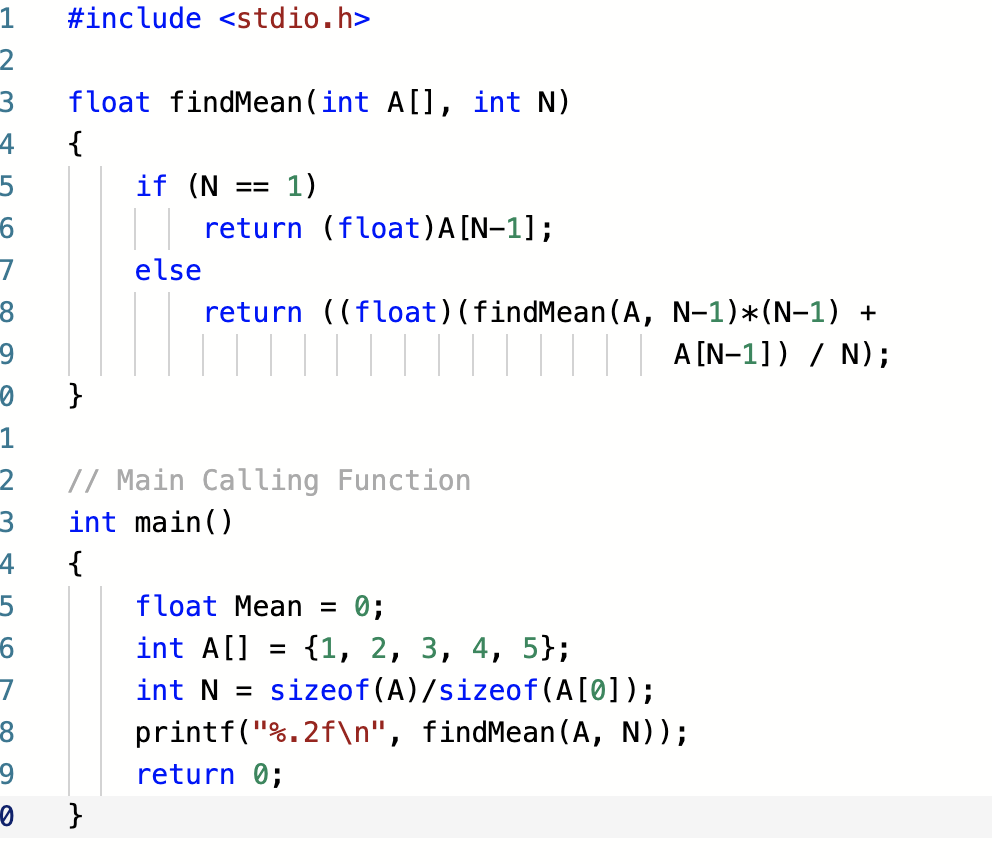 1 #include <stdio.h>
2
3 float findMean(int A[], int N)
4 {
5 if (N == 1)
6 return (float)A[N-1];
7 else
8 return ((float)(findMean(A, N-1)*(N-1) +
9 A[N-1]) / N);
0 }
1
2 // Main Calling Function
3 int main()
4 {
5 float Mean = 0;
6 int A[] = {1, 2, 3, 4, 5};
7 int N = sizeof(A)/sizeof(A[0]);
8 printf("%.2f\n", findMean(A, N));
9 return 0;
0 }